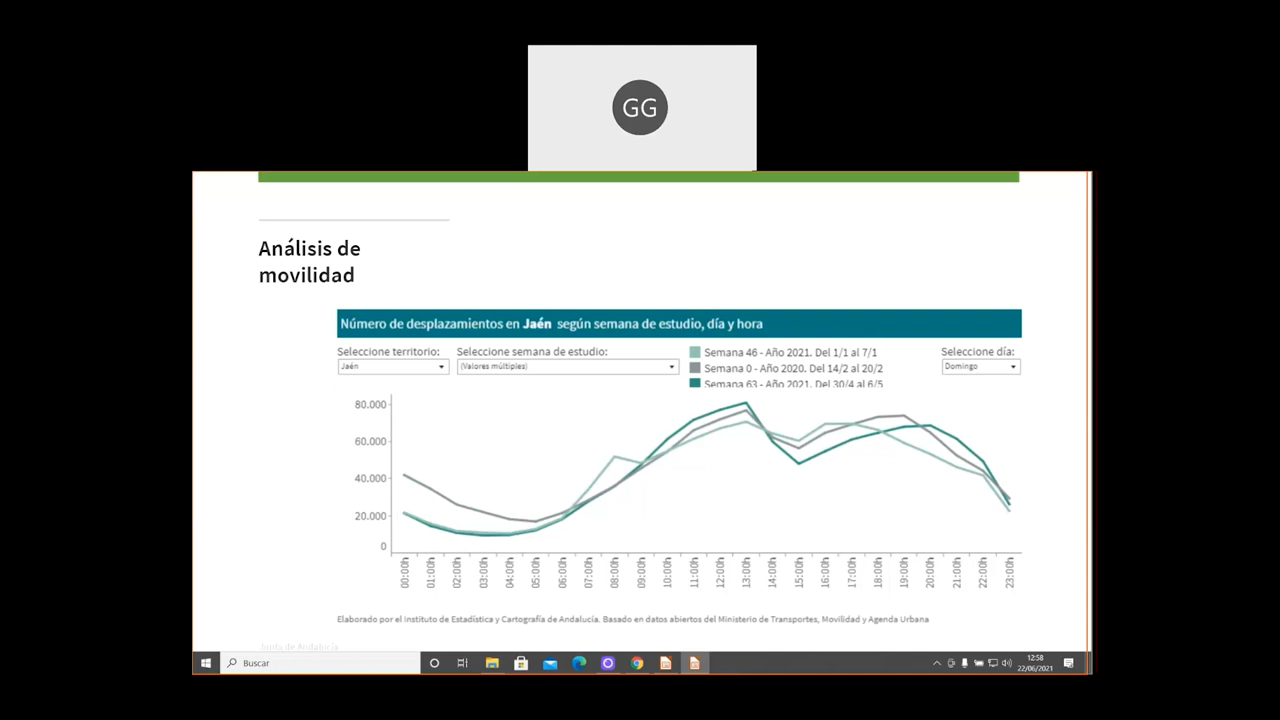 GG
Análisis de
movilidad
Número de desplazamientos en Jaén según semana de estudio, día y hora
Seleccione territorio:
Jaén
Seleccione semana de estudio:
(Valores múltiples)
Semana 46 - Año 2021. Del 1/1 al 7/1
Semana 0 - Año 2020. Del 14/2 al 20/2
Semana 63 - Año 2021. Del 30/4 al 6/5
Seleccione día:
Domingo
80.000
60.000
40.000
20.000
0
00:00h 01:00h 02:00h 03:00h 04:00h 05:00h 06:00h 07:00h 08:00h 09:00h 10:00h 11:00h 12:00h 13:00h 14:00h 15:00h 16:00h 17:00h 18:00h 19:00h 20:00h 21:00h 22:00h 23:00h
Elaborado por el Instituto de Estadística y Cartografía de Andalucía. Basado en datos abiertos del Ministerio de Transportes, Movilidad y Agenda Urbana
Junta de Andalucía
Buscar
12:58
22/06/2021